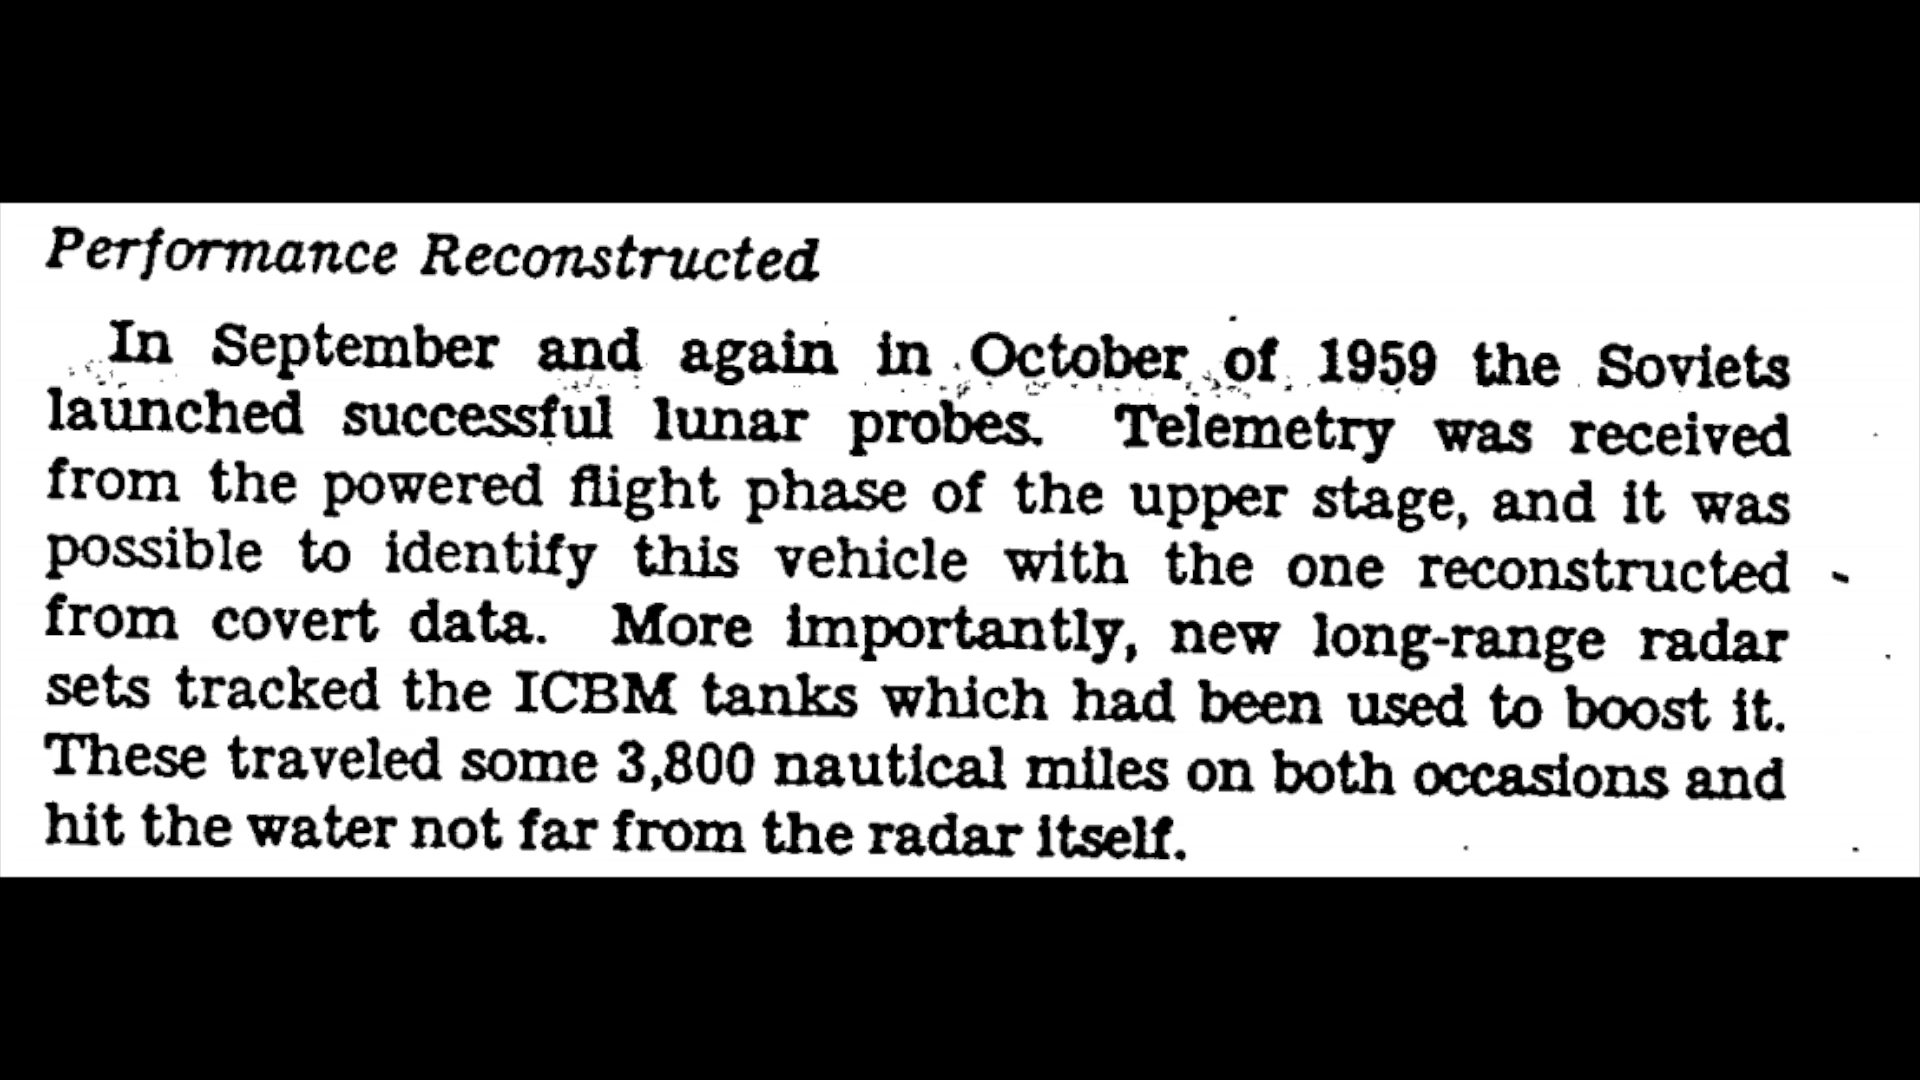 Performance Reconstructed
In September and again in October of 1959 the Soviets
launched successful lunar probes. Telemetry was received
from the powered flight phase of the upper stage, and it was
possible to identify this vehicle with the one reconstructed
from covert data. More importantly, new long-range radar
sets tracked the ICBM tanks which had been used to boost it.
These traveled some 3,800 nautical miles on both occasions and
hit the water not far from the radar itself.